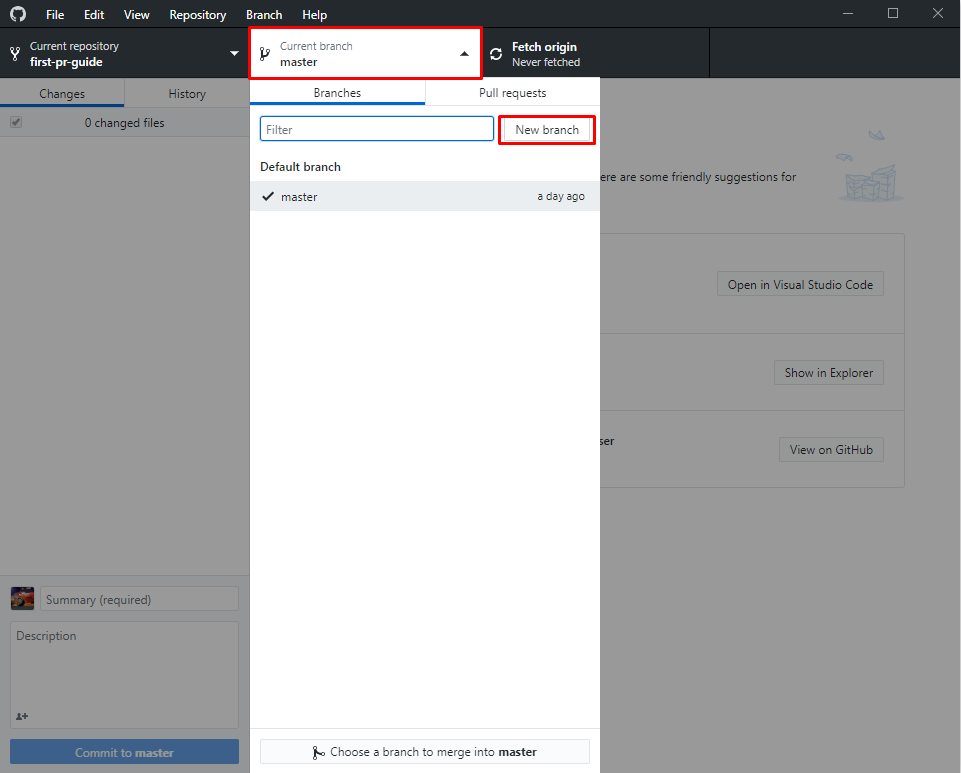 File Edit View Repository Branch Help
Current repository
first-pr-guide
Current branch
master
Fetch origin
Never fetched
Changes History
0 changed files
Summary (required)
Description
Commit to master
Branches Pull requests
Filter New branch
Default branch
master a day ago
Choose a branch to merge into master
ere are some friendly suggestions for
Open in Visual Studio Code
Show in Explorer
ser
View on GitHub